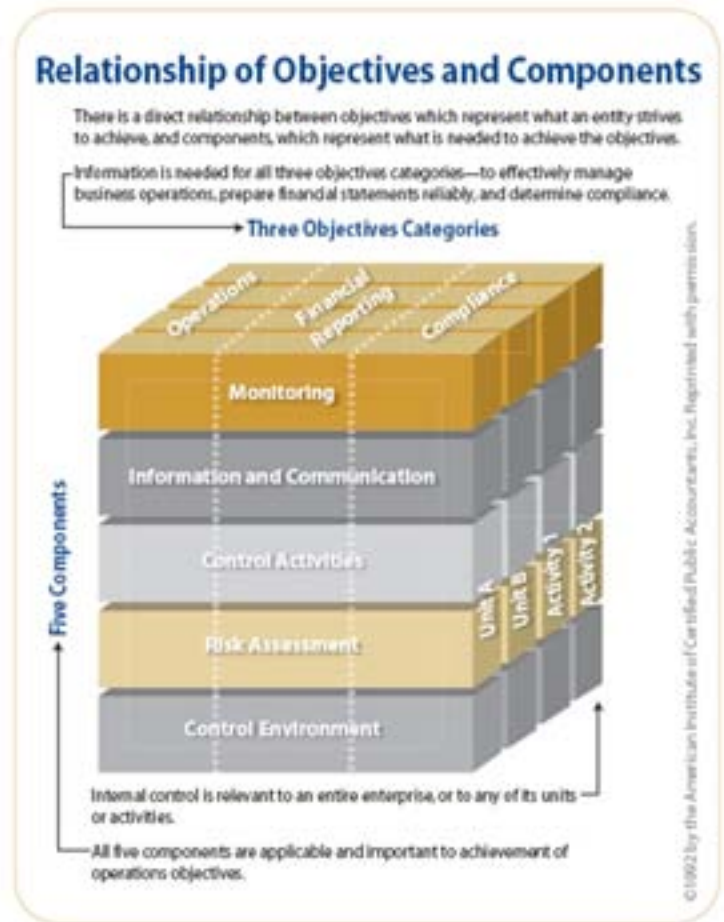 Relationship of Objectives and Components
There is a direct relationship between objectives which represent what an entity strives
to achieve, and components, which represent what is needed to achieve the objectives.
Information is needed for all three objectives categories—to effectively manage
business operations, prepare financial statements reliably, and determine compliance.
Three Objectives Categories
Operations
Financial
Reporting
Compliance
Monitoring
Information and Communication
Control Activities
Risk Assessment
Control Environment
Unit A
Unit B
Activity 1
Activity 2
Five Components
Internal control is relevant to an entire enterprise, or to any of its units
or activities.
All five components are applicable and important to achievement of
operations objectives.
©1992 by the American Institute of Certified Public Accountants, Inc. Reprinted with permission.